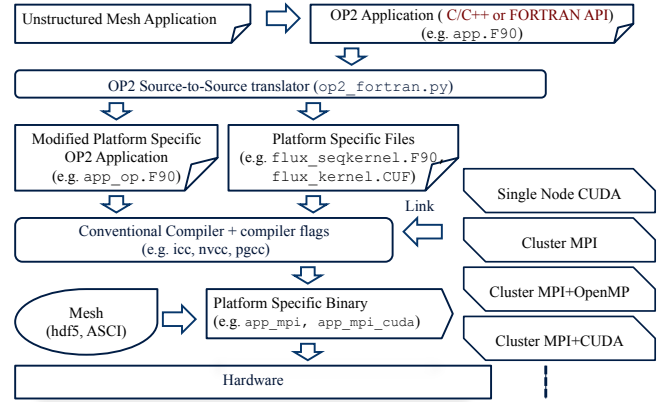 Unstructured Mesh Application
OP2 Application ( C/C++ or FORTRAN API)
(e.g. app.F90)
OP2 Source-to-Source translator (op2_fortran.py)
Modified Platform Specific
OP2 Application
(e.g. app_op.F90)
Platform Specific Files
(e.g. flux_seqkernel.F90,
flux_kernel.CUF)
Link
Conventional Compiler + compiler flags
(e.g. icc, nvcc, pgcc)
Single Node CUDA
Cluster MPI
Cluster MPI+OpenMP
Cluster MPI+CUDA
Mesh
(hdf5, ASCI)
Platform Specific Binary
(e.g. app_mpi, app_mpi_cuda)
Hardware